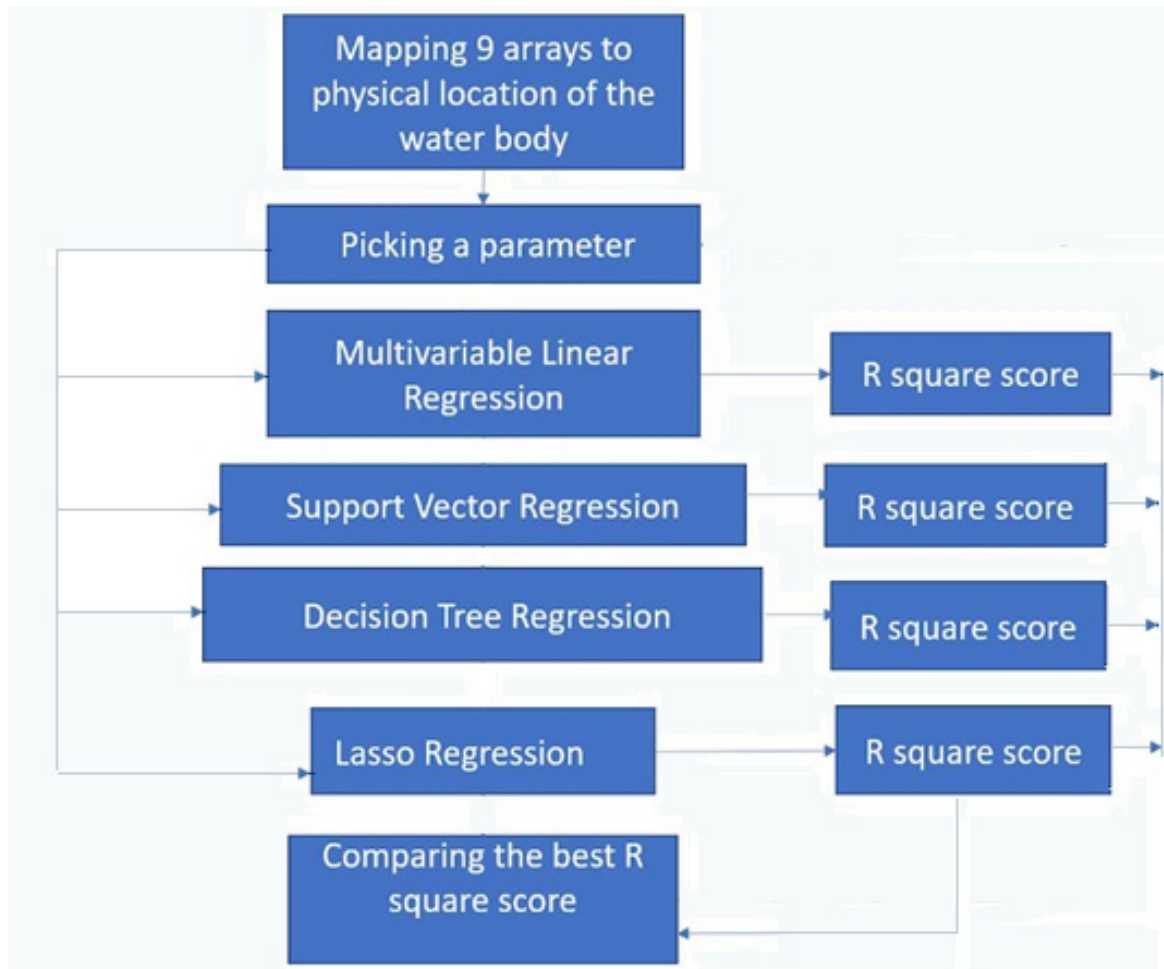 Mapping 9 arrays to
physical location of the
water body
Picking a parameter
Multivariable Linear
Regression
R square score
Support Vector Regression
R square score
Decision Tree Regression
R square score
Lasso Regression
R square score
Comparing the best R
square score